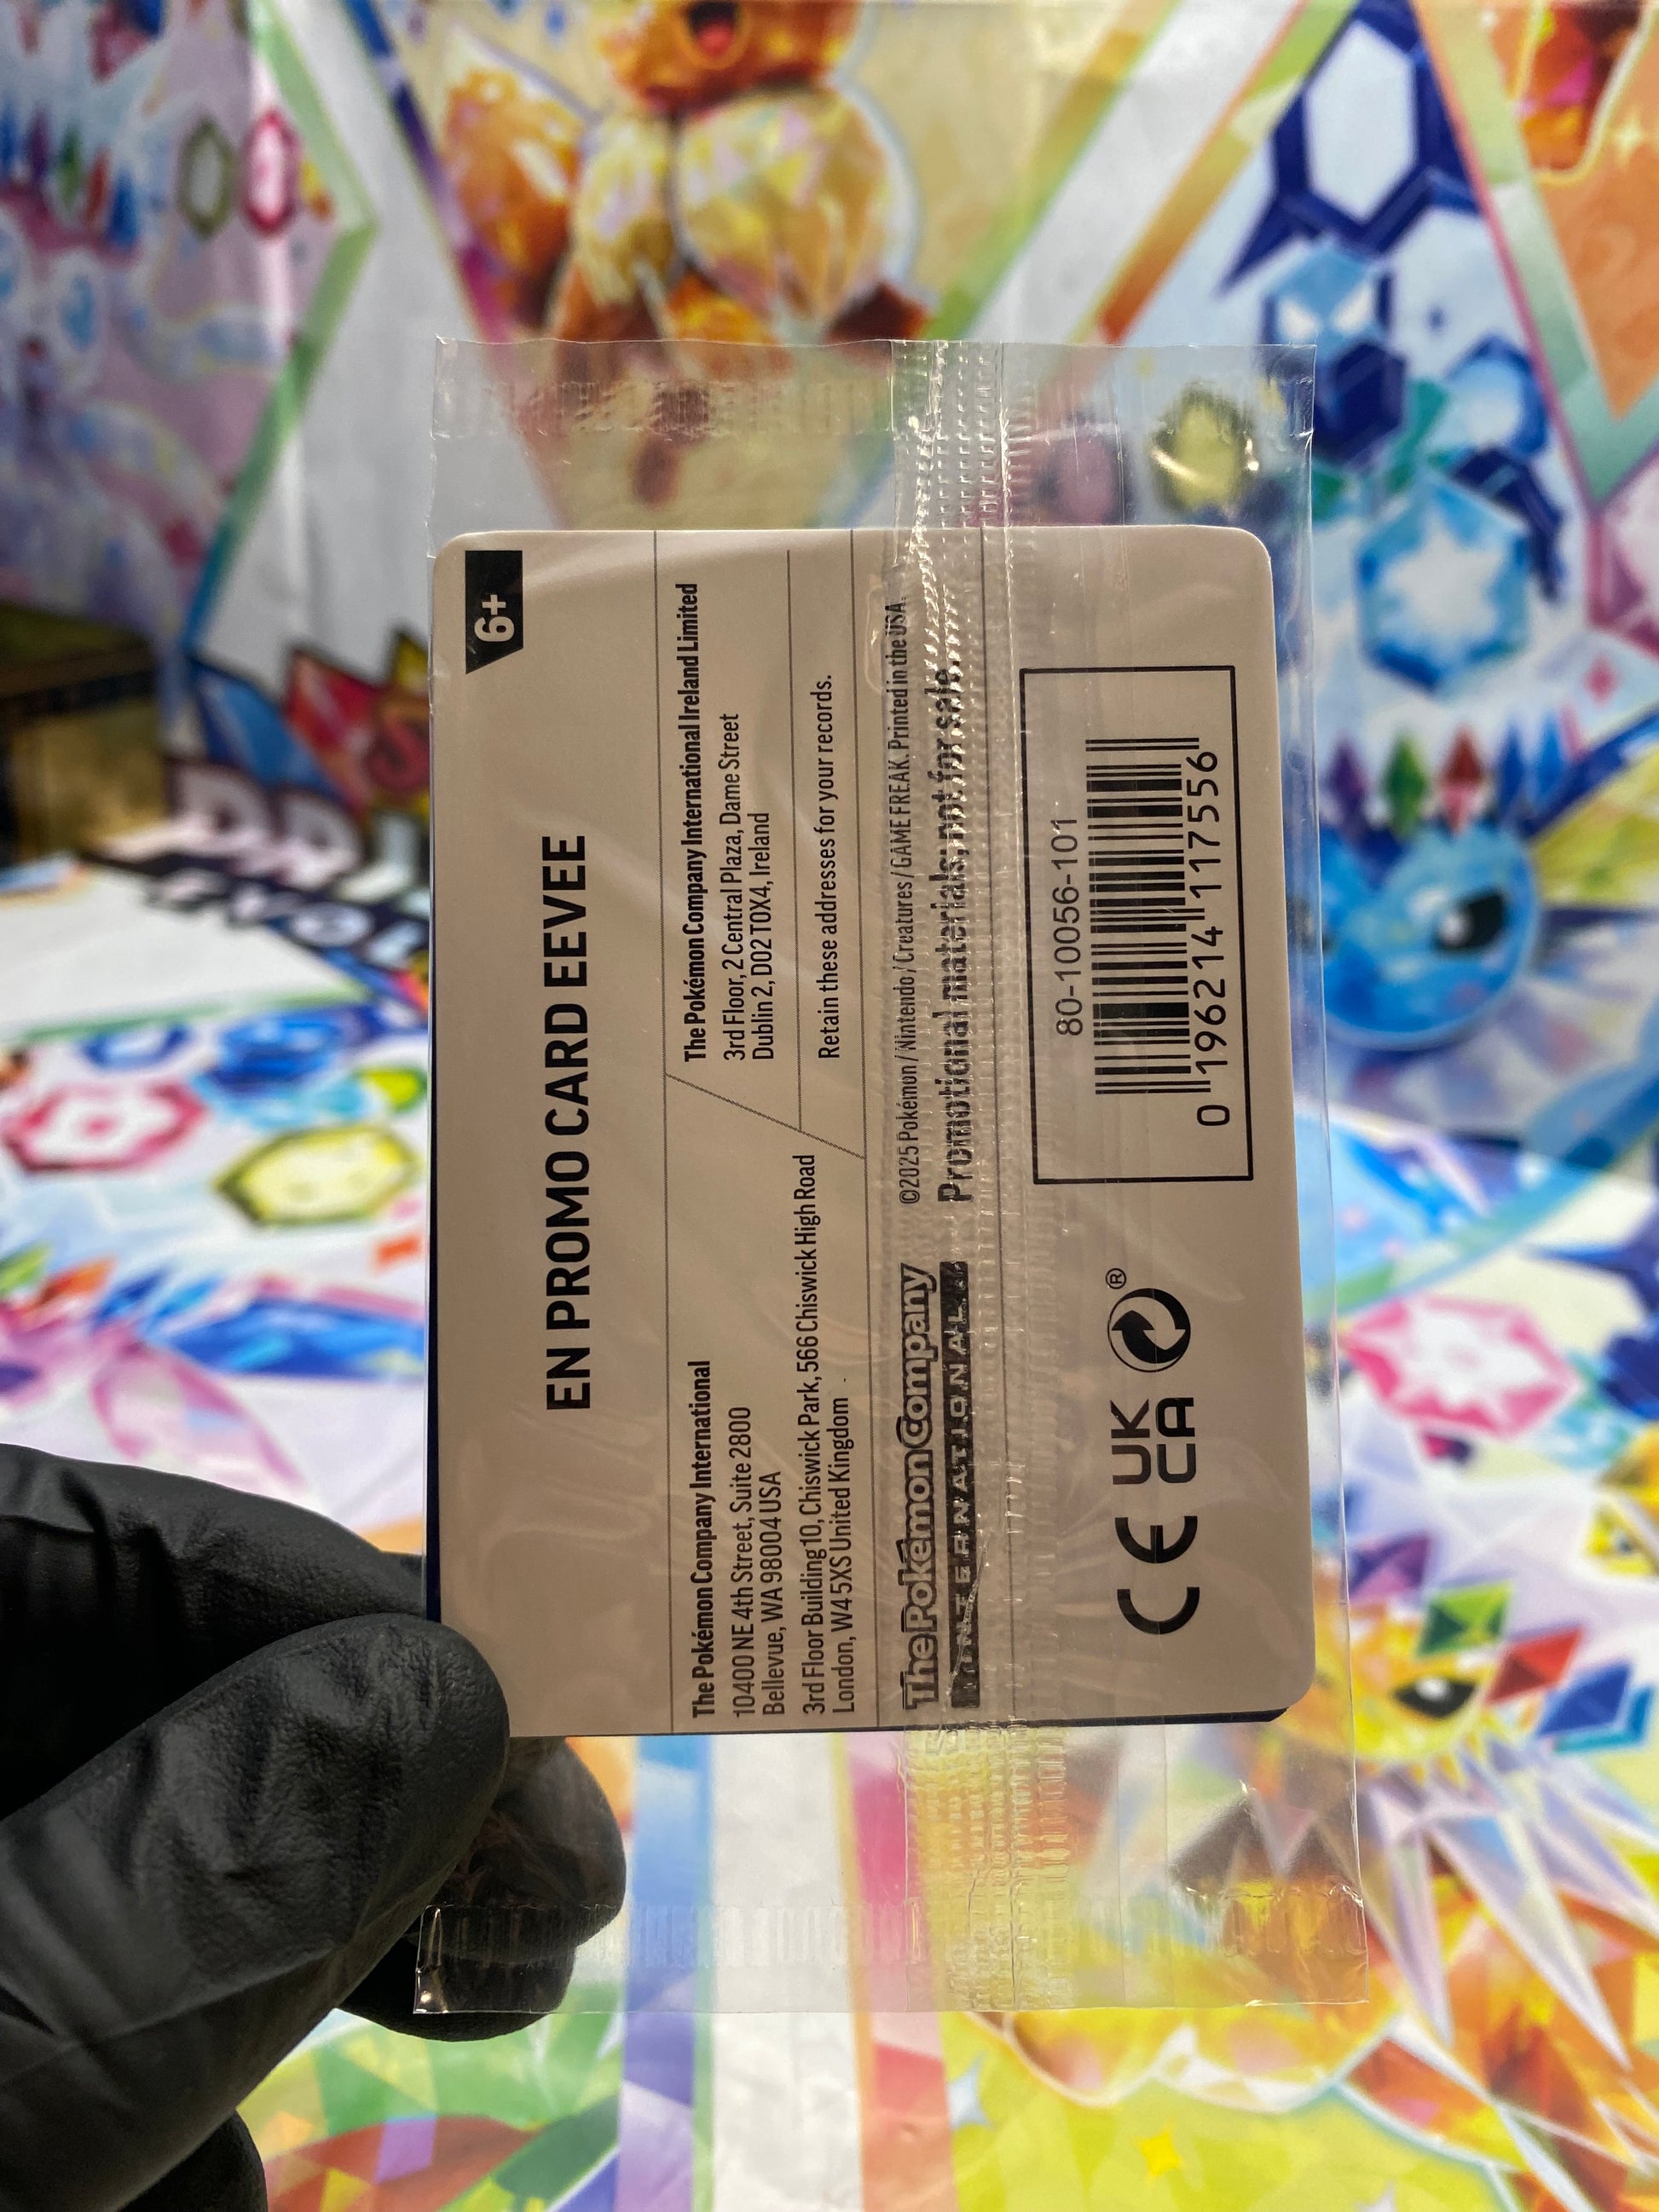 6+
EN PROMO CARD EEVEE
The Pokémon Company International
10400 NE 4th Street, Suite 2800
Bellevue, WA 98004 USA
3rd Floor Building 10, Chiswick Park, 566 Chiswick High Road
London, W4 5XS United Kingdom
The Pokémon Company International Ireland Limited
3rd Floor, 2 Central Plaza, Dame Street
Dublin 2, D02 T0X4, Ireland
Retain these addresses for your records.
The Pokémon Company
INTERNATIONAL
©2025 Pokémon / Nintendo / Creatures / GAME FREAK. Printed in the USA.
Promotional materials; not for sale.
CE UK
CA
®
80-10056-101
0 196214 117556